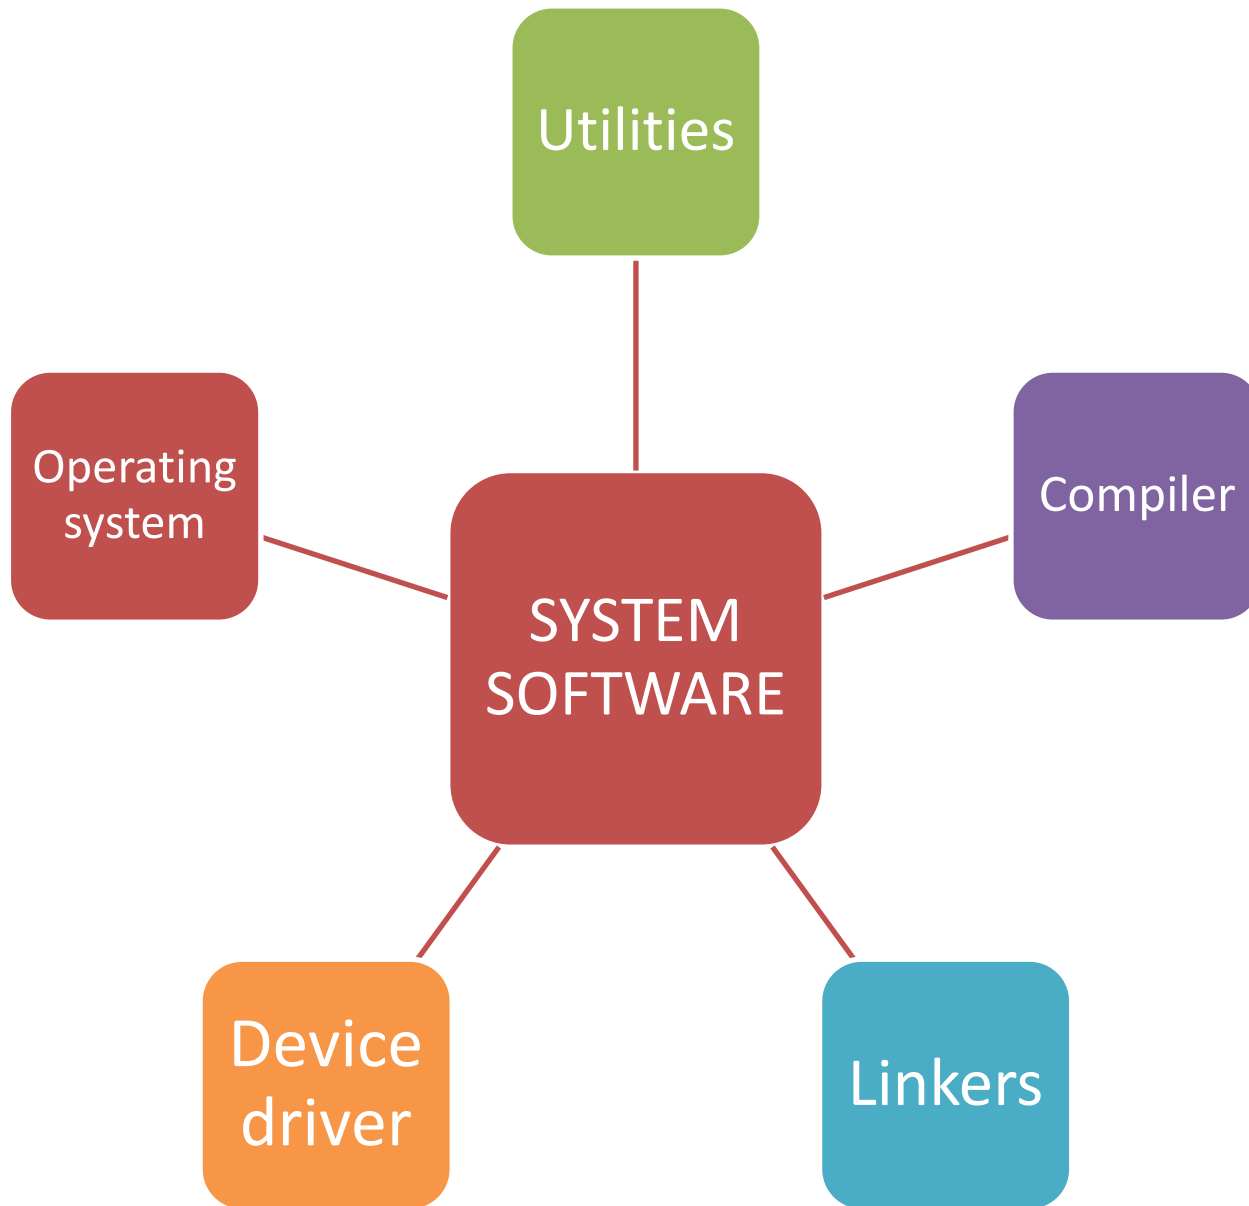 Utilities
Operating
system
Compiler
SYSTEM
SOFTWARE
Device
driver
Linkers